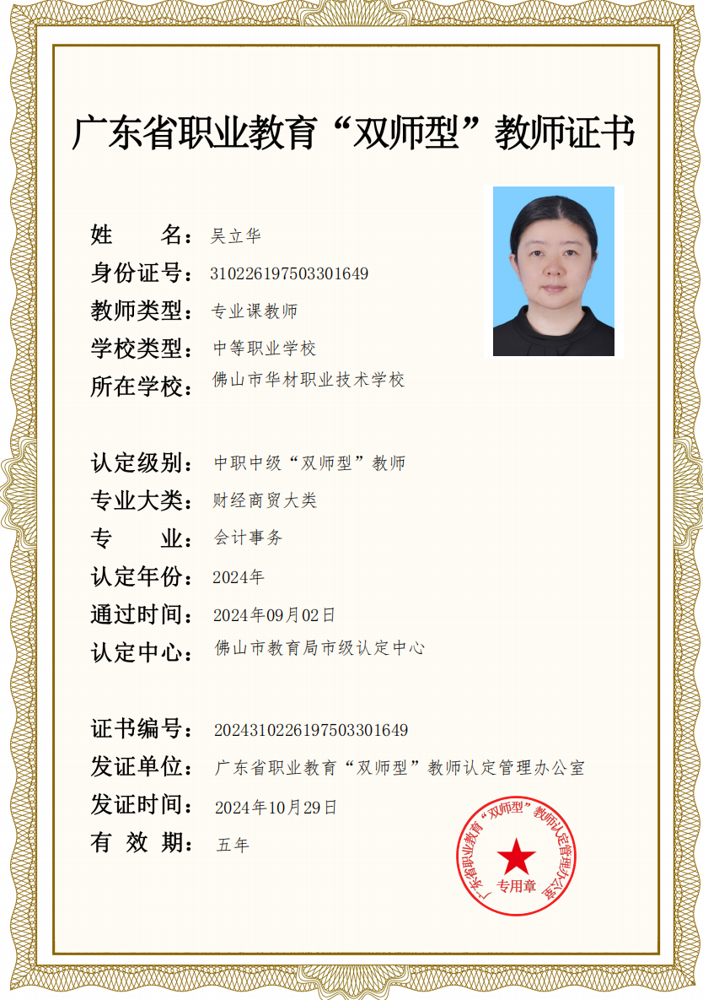 广东省职业教育“双师型”教师证书
姓名：吴立华
身份证号：310226197503301649
教师类型：专业课教师
学校类型：中等职业学校
所在学校：佛山市华材职业技术学校
认定级别：中职中级“双师型”教师
专业大类：财经商贸大类
专业：会计事务
认定年份：2024年
通过时间：2024年09月02日
认定中心：佛山市教育局市级认定中心
证书编号：2024310226197503301649
发证单位：广东省职业教育“双师型”教师认定管理办公室
发证时间：2024年10月29日
有效期：五年
广东省职业教育“双师型”教师认定管理办公室
专用章